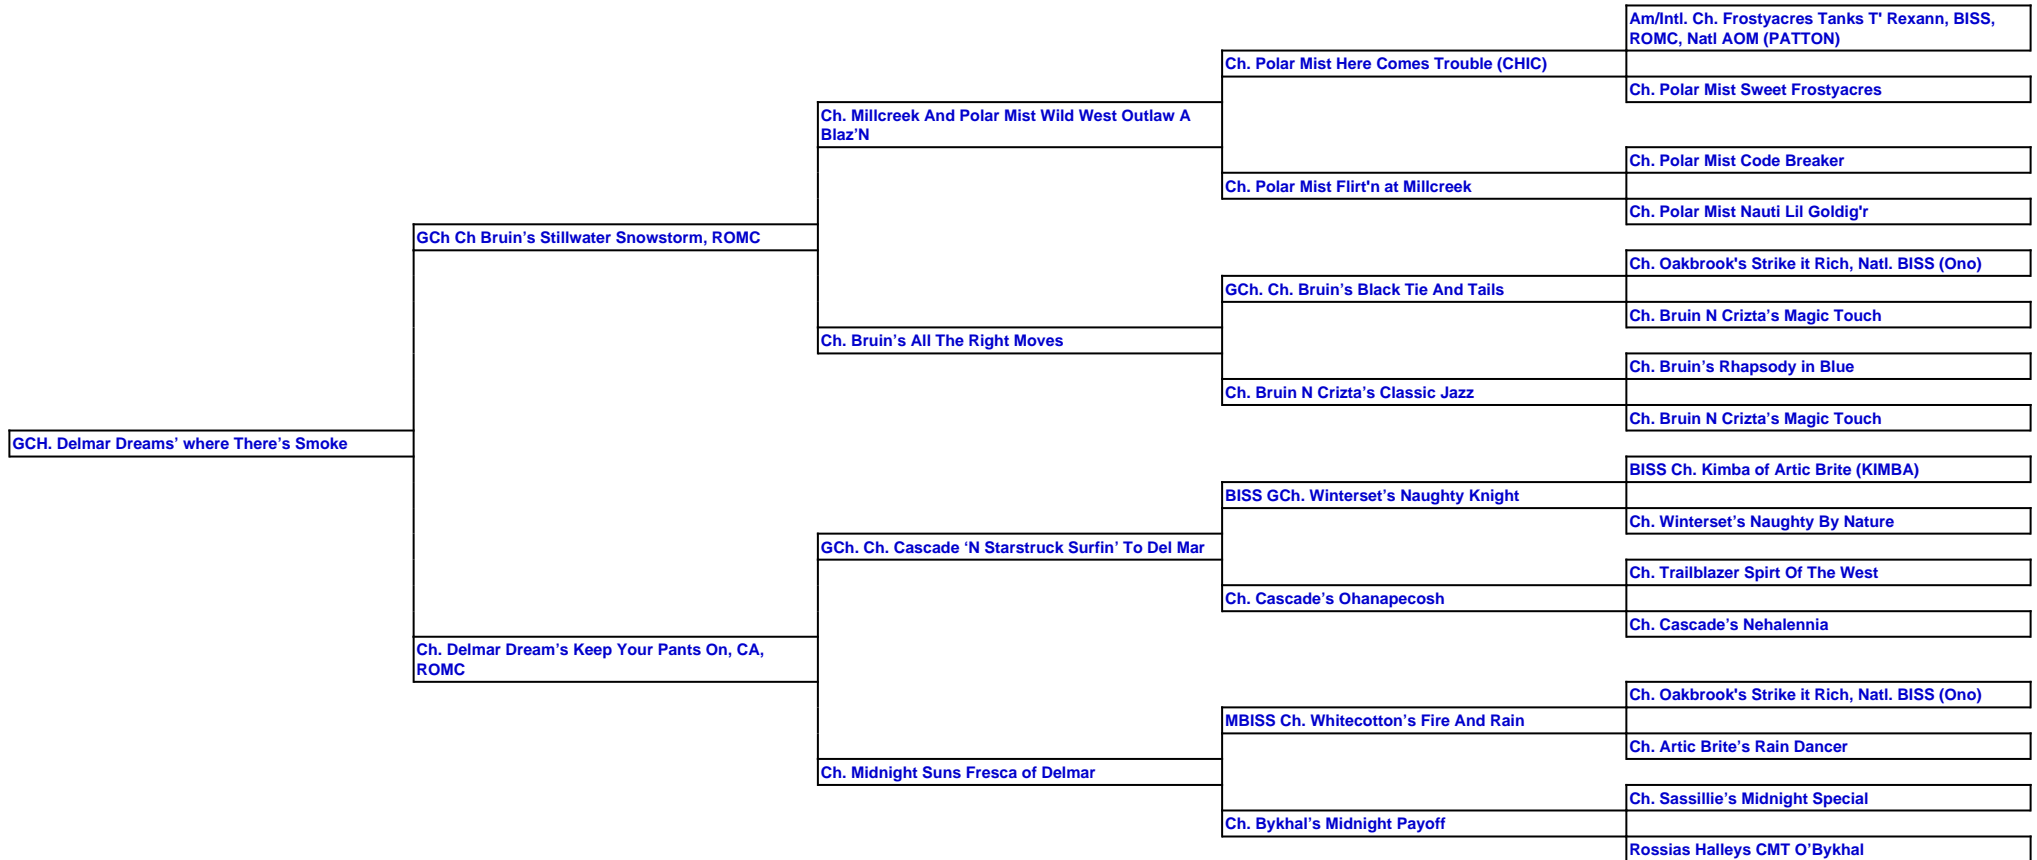 Am/Intl. Ch. Frostyacres Tanks T' Rexann, BISS,
ROMC, Natl AOM (PATTON)
Ch. Polar Mist Here Comes Trouble (CHIC)
Ch. Polar Mist Sweet Frostyacres
Ch. Millcreek And Polar Mist Wild West Outlaw A
Blaz’N
Ch. Polar Mist Code Breaker
Ch. Polar Mist Flirt'n at Millcreek
Ch. Polar Mist Nauti Lil Goldig'r
GCh Ch Bruin’s Stillwater Snowstorm, ROMC
Ch. Oakbrook's Strike it Rich, Natl. BISS (Ono)
GCh. Ch. Bruin’s Black Tie And Tails
Ch. Bruin N Crizta’s Magic Touch
Ch. Bruin’s All The Right Moves
Ch. Bruin’s Rhapsody in Blue
Ch. Bruin N Crizta’s Classic Jazz
Ch. Bruin N Crizta’s Magic Touch
GCH. Delmar Dreams’ where There’s Smoke
BISS Ch. Kimba of Artic Brite (KIMBA)
BISS GCh. Winterset’s Naughty Knight
Ch. Winterset’s Naughty By Nature
GCh. Ch. Cascade ‘N Starstruck Surfin’ To Del Mar
Ch. Trailblazer Spirt Of The West
Ch. Cascade’s Ohanapecosh
Ch. Cascade’s Nehalennia
Ch. Delmar Dream’s Keep Your Pants On, CA,
ROMC
Ch. Oakbrook's Strike it Rich, Natl. BISS (Ono)
MBISS Ch. Whitecotton’s Fire And Rain
Ch. Artic Brite’s Rain Dancer
Ch. Midnight Suns Fresca of Delmar
Ch. Sassillie’s Midnight Special
Ch. Bykhal’s Midnight Payoff
Rossias Halleys CMT O’Bykhal